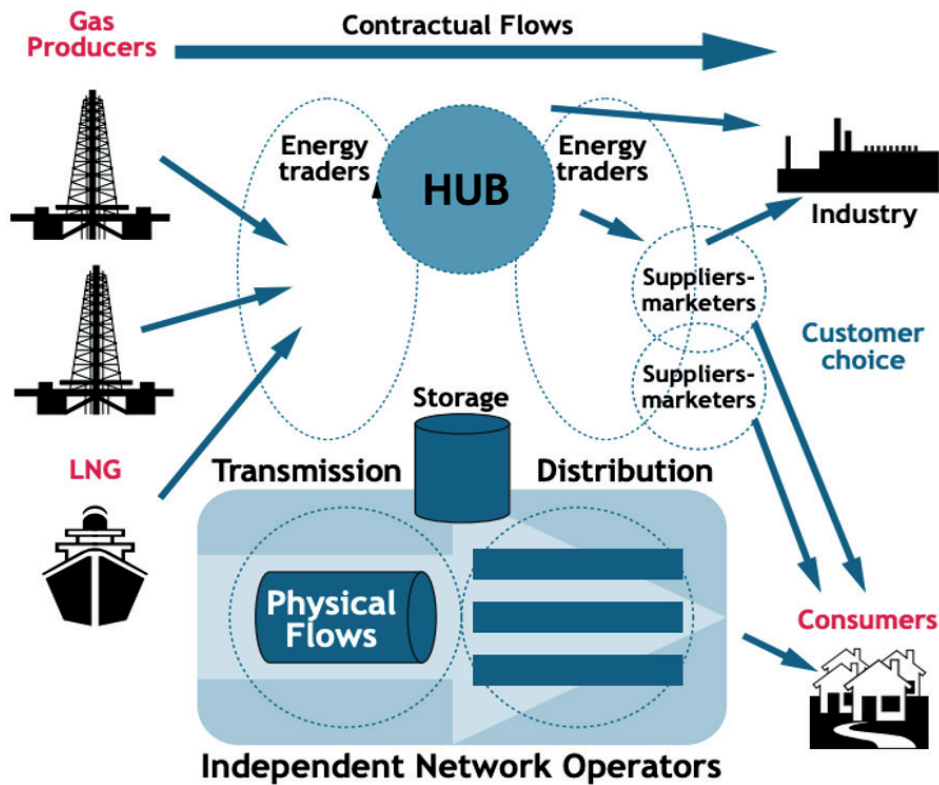 Gas
Producers
Contractual Flows
Energy
traders
HUB
Energy
traders
Industry
Suppliers-
marketers
Customer
choice
Suppliers-
marketers
Storage
LNG
Transmission
Distribution
Physical
Flows
Consumers
Independent Network Operators